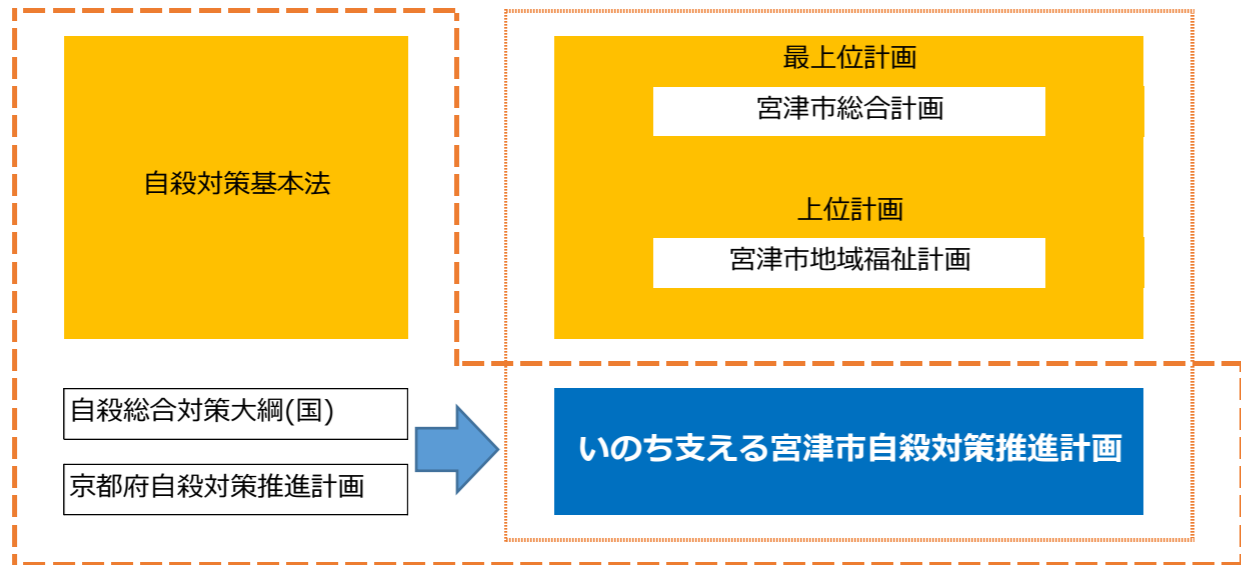 自殺対策基本法
最上位計画
宮津市総合計画
上位計画
宮津市地域福祉計画
自殺総合対策大綱(国)
京都府自殺対策推進計画
いのち支える宮津市自殺対策推進計画